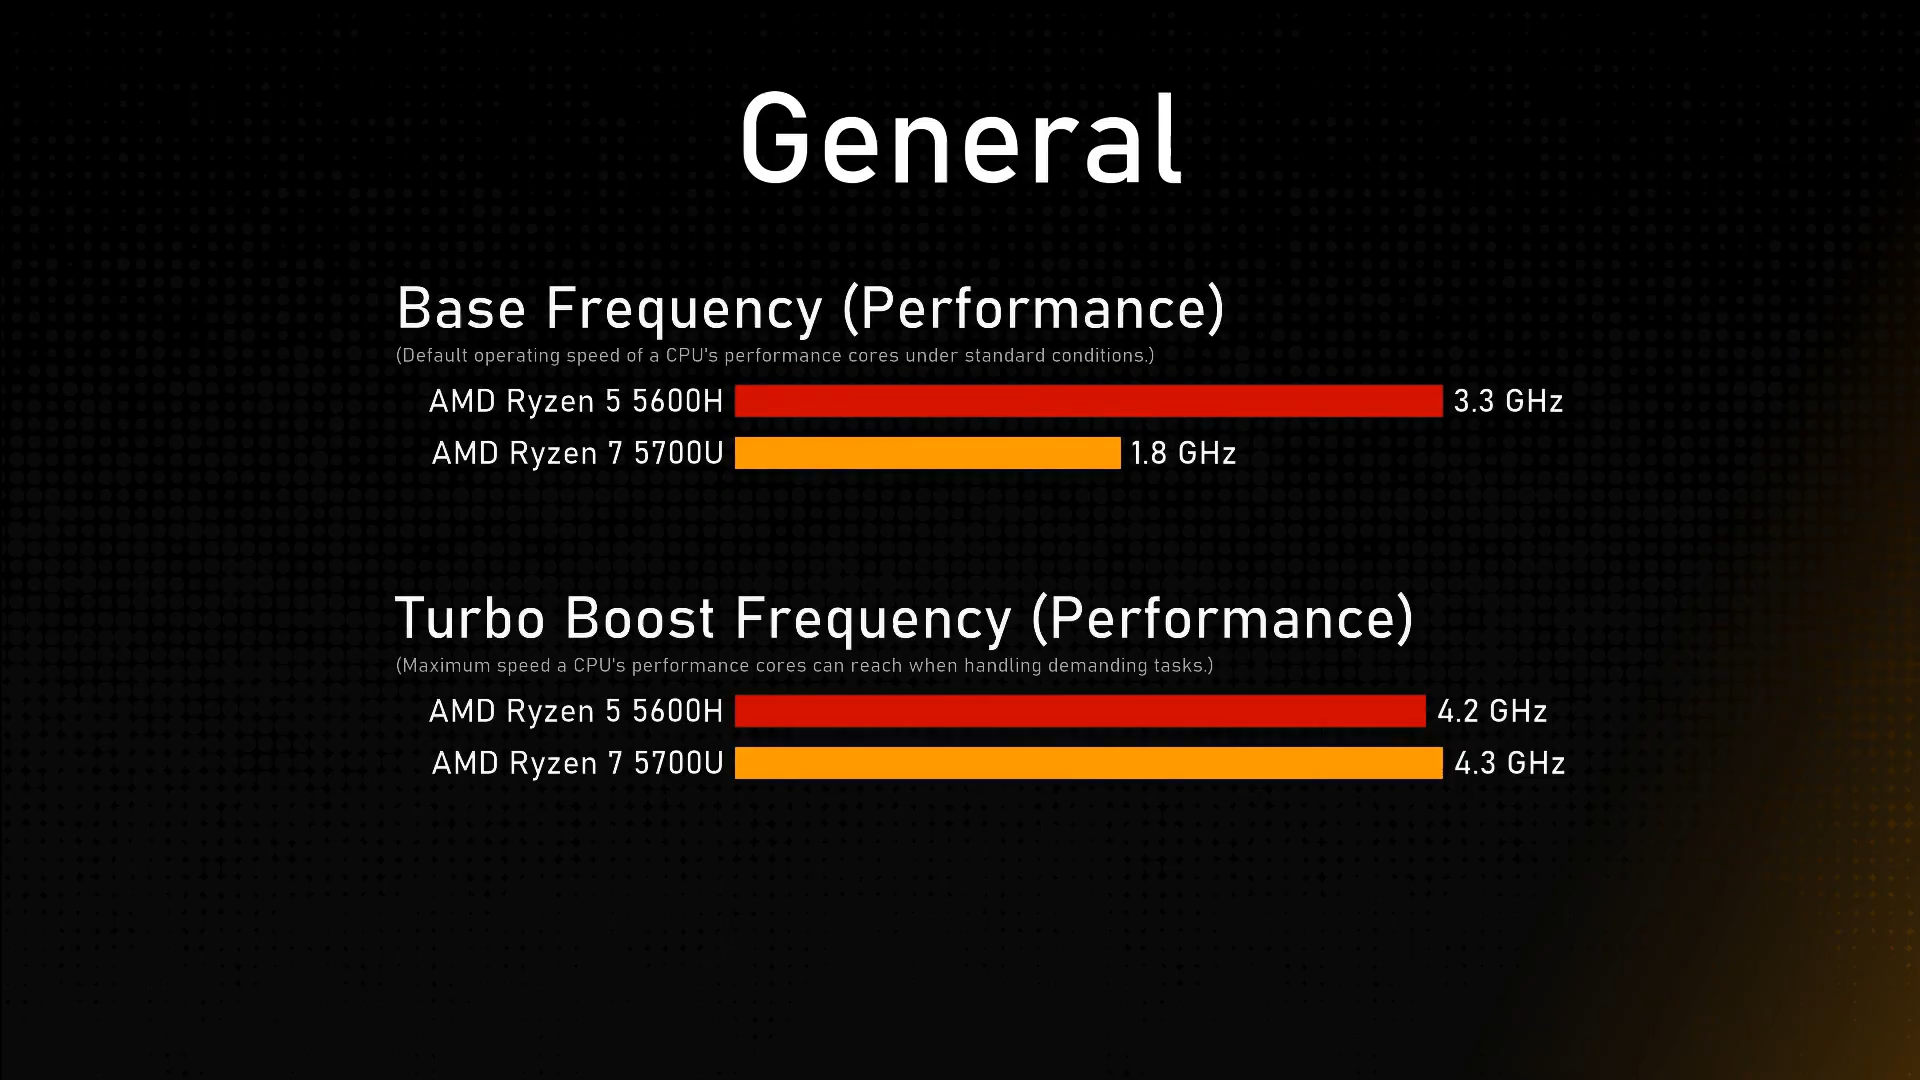 General
Base Frequency (Performance)
(Default operating speed of a CPU's performance cores under standard conditions.)
AMD Ryzen 5 5600H 3.3 GHz
AMD Ryzen 7 5700U 1.8 GHz
Turbo Boost Frequency (Performance)
(Maximum speed a CPU's performance cores can reach when handling demanding tasks.)
AMD Ryzen 5 5600H 4.2 GHz
AMD Ryzen 7 5700U 4.3 GHz